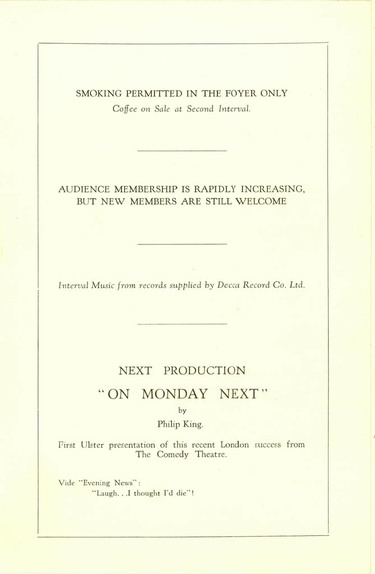 SMOKING PERMITTED IN THE FOYER ONLY
Coffee on Sale at Second Interval.
AUDIENCE MEMBERSHIP IS RAPIDLY INCREASING,
BUT NEW MEMBERS ARE STILL WELCOME
Interval Music from records supplied by Decca Record Co. Ltd.
NEXT PRODUCTION
"ON MONDAY NEXT"
by
Philip King.
First Ulster presentation of this recent London success from
The Comedy Theatre.
Vide "Evening News":
"Laugh. . .I thought I'd die"!